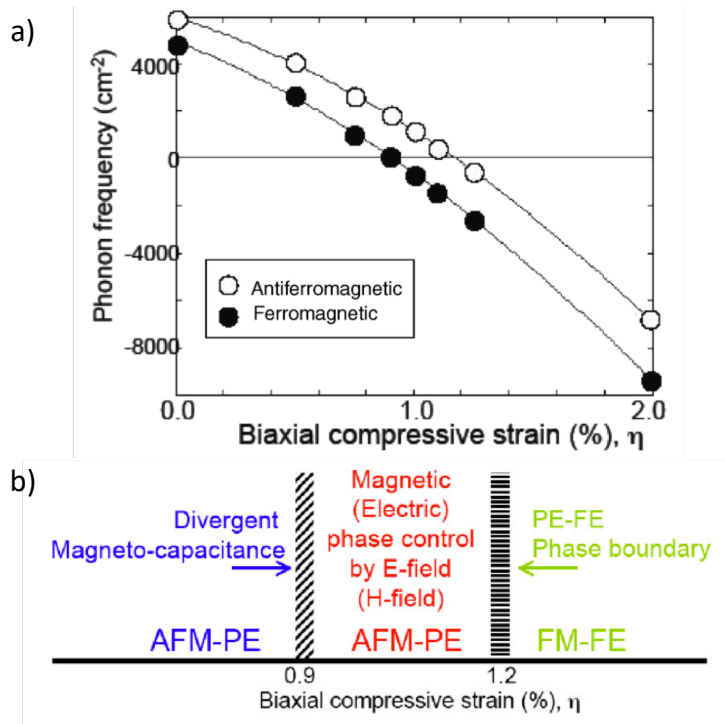 a)
Phonon frequency (cm-2)
4000
0
-4000
-8000
Antiferromagnetic
Ferromagnetic
0.0
1.0
2.0
Biaxial compressive strain (%), η
b)
Divergent
Magneto-capacitance
Magnetic
(Electric)
phase control
by E-field
(H-field)
PE-FE
Phase boundary
AFM-PE
AFM-PE
FM-FE
0.9
1.2
Biaxial compressive strain (%), η